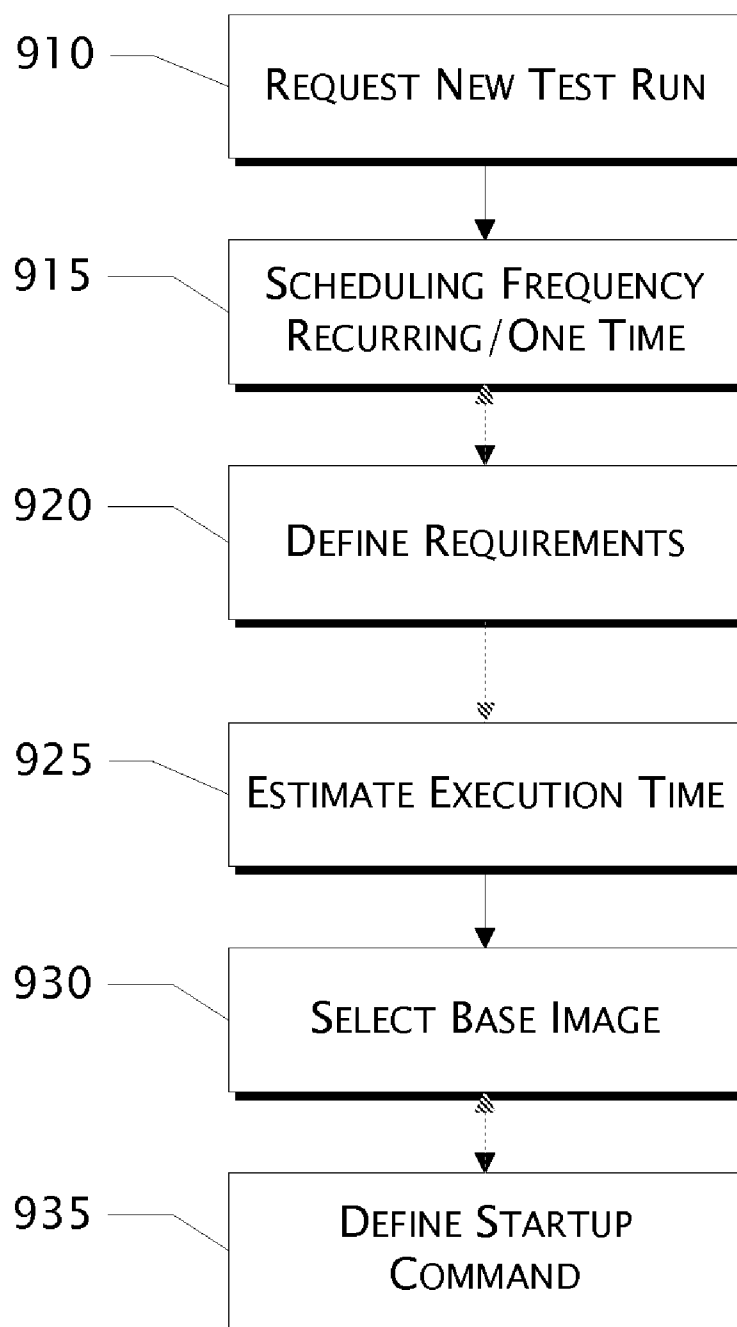 910
REQUEST NEW TEST RUN
915
SCHEDULING FREQUENCY
RECURRING/ONE TIME
920
DEFINE REQUIREMENTS
925
ESTIMATE EXECUTION TIME
930
SELECT BASE IMAGE
935
DEFINE STARTUP
COMMAND